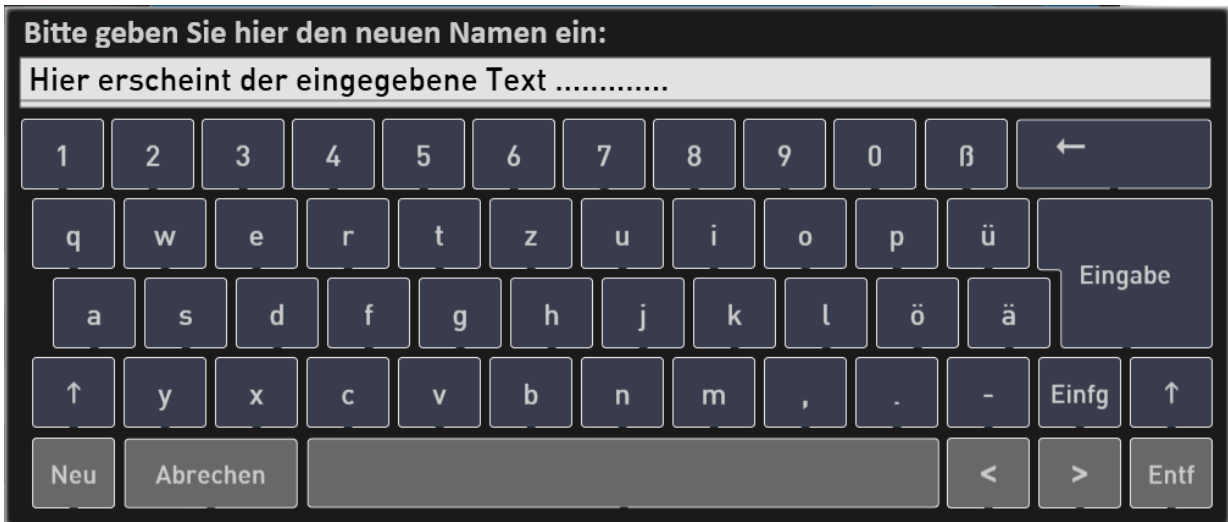 Bitte geben Sie hier den neuen Namen ein:
Hier erscheint der eingegebene Text .............
1 2 3 4 5 6 7 8 9 0 ß ←
q w e r t z u i o p ü
Eingabe
a s d f g h j k l ö ä
↑ y x c v b n m , . - Einfg ↑
Neu Abrechen < > Entf